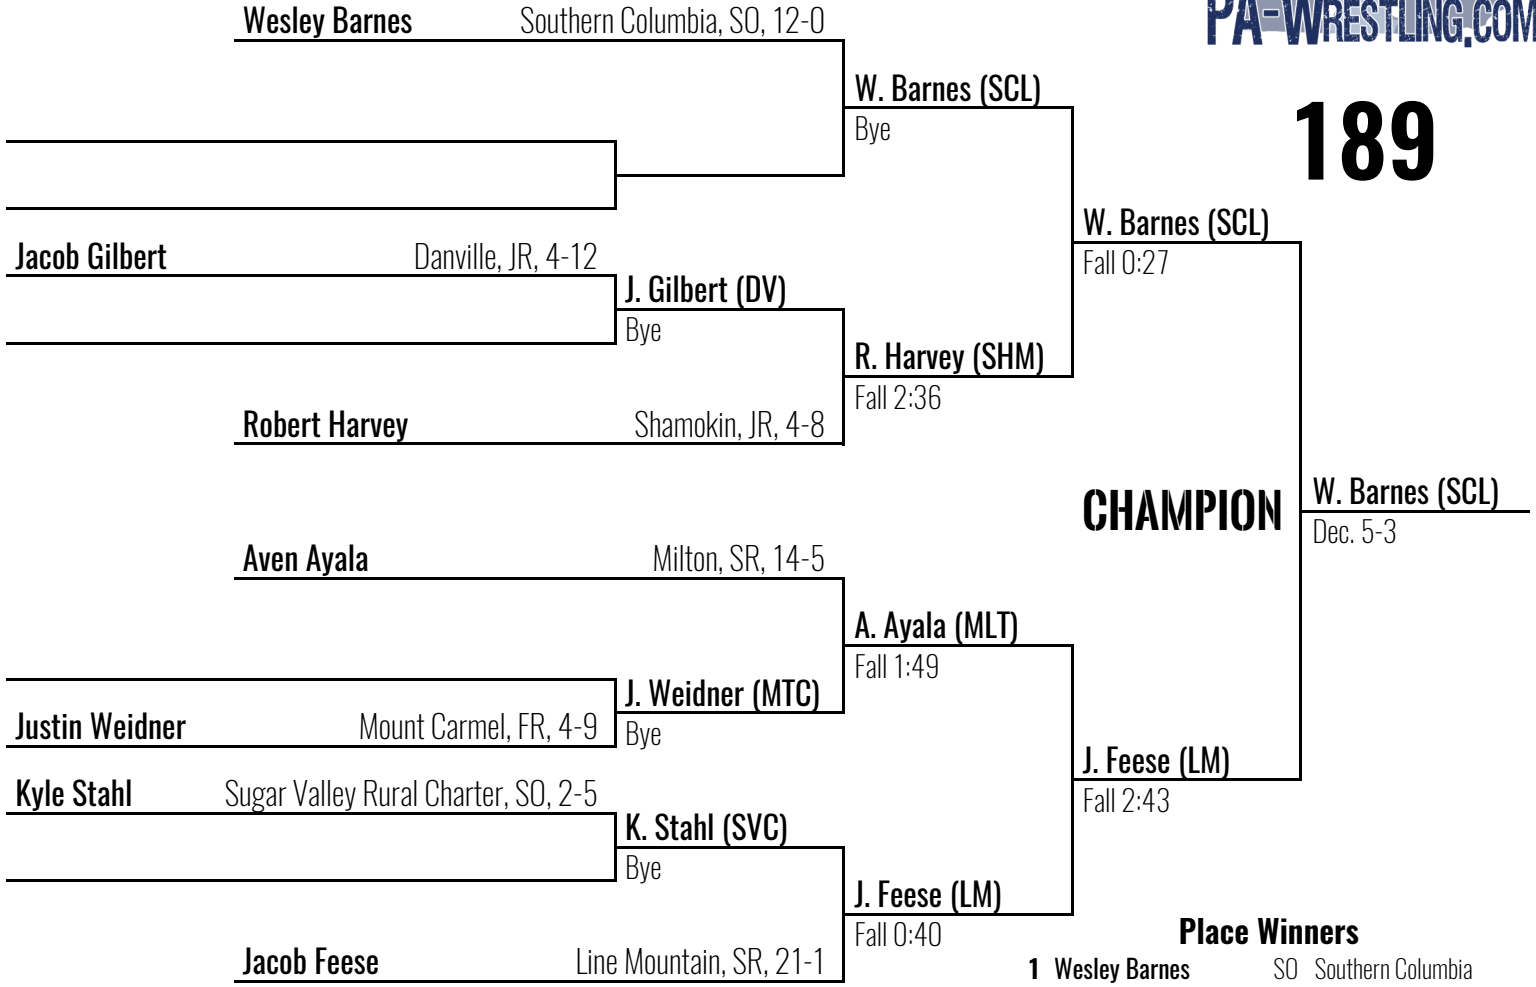 PA-WRESTLING.COM
189
Wesley Barnes Southern Columbia, SO, 12-0
W. Barnes (SCL)
Bye
W. Barnes (SCL)
Fall 0:27
Jacob Gilbert Danville, JR, 4-12
J. Gilbert (DV)
Bye
R. Harvey (SHM)
Fall 2:36
Robert Harvey Shamokin, JR, 4-8
CHAMPION
W. Barnes (SCL)
Dec. 5-3
Aven Ayala Milton, SR, 14-5
A. Ayala (MLT)
Fall 1:49
J. Weidner (MTC)
Bye
Justin Weidner Mount Carmel, FR, 4-9
J. Feese (LM)
Fall 2:43
Kyle Stahl Sugar Valley Rural Charter, SO, 2-5
K. Stahl (SVC)
Bye
J. Feese (LM)
Fall 0:40
Jacob Feese Line Mountain, SR, 21-1
Place Winners
1 Wesley Barnes SO Southern Columbia